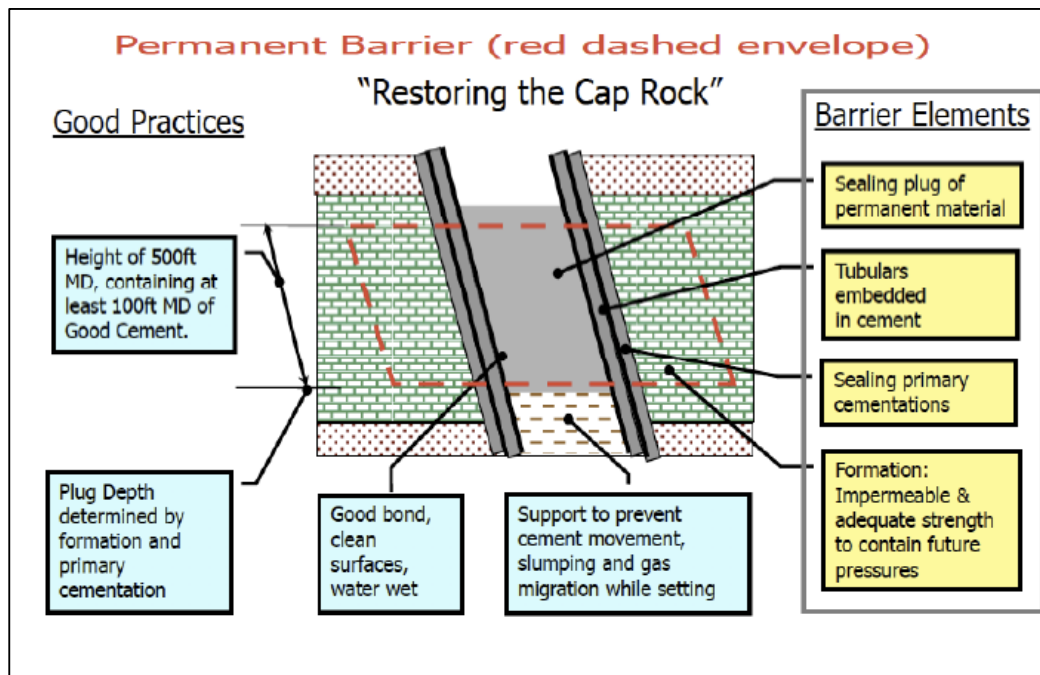 Permanent Barrier (red dashed envelope)
“Restoring the Cap Rock”
Good Practices
Height of 500ft
MD, containing at
least 100ft MD of
Good Cement.
Plug Depth
determined by
formation and
primary
cementation
Good bond,
clean
surfaces,
water wet
Support to prevent
cement movement,
slumping and gas
migration while setting
Barrier Elements
Sealing plug of
permanent material
Tubulars
embedded
in cement
Sealing primary
cementations
Formation:
Impermeable &
adequate strength
to contain future
pressures